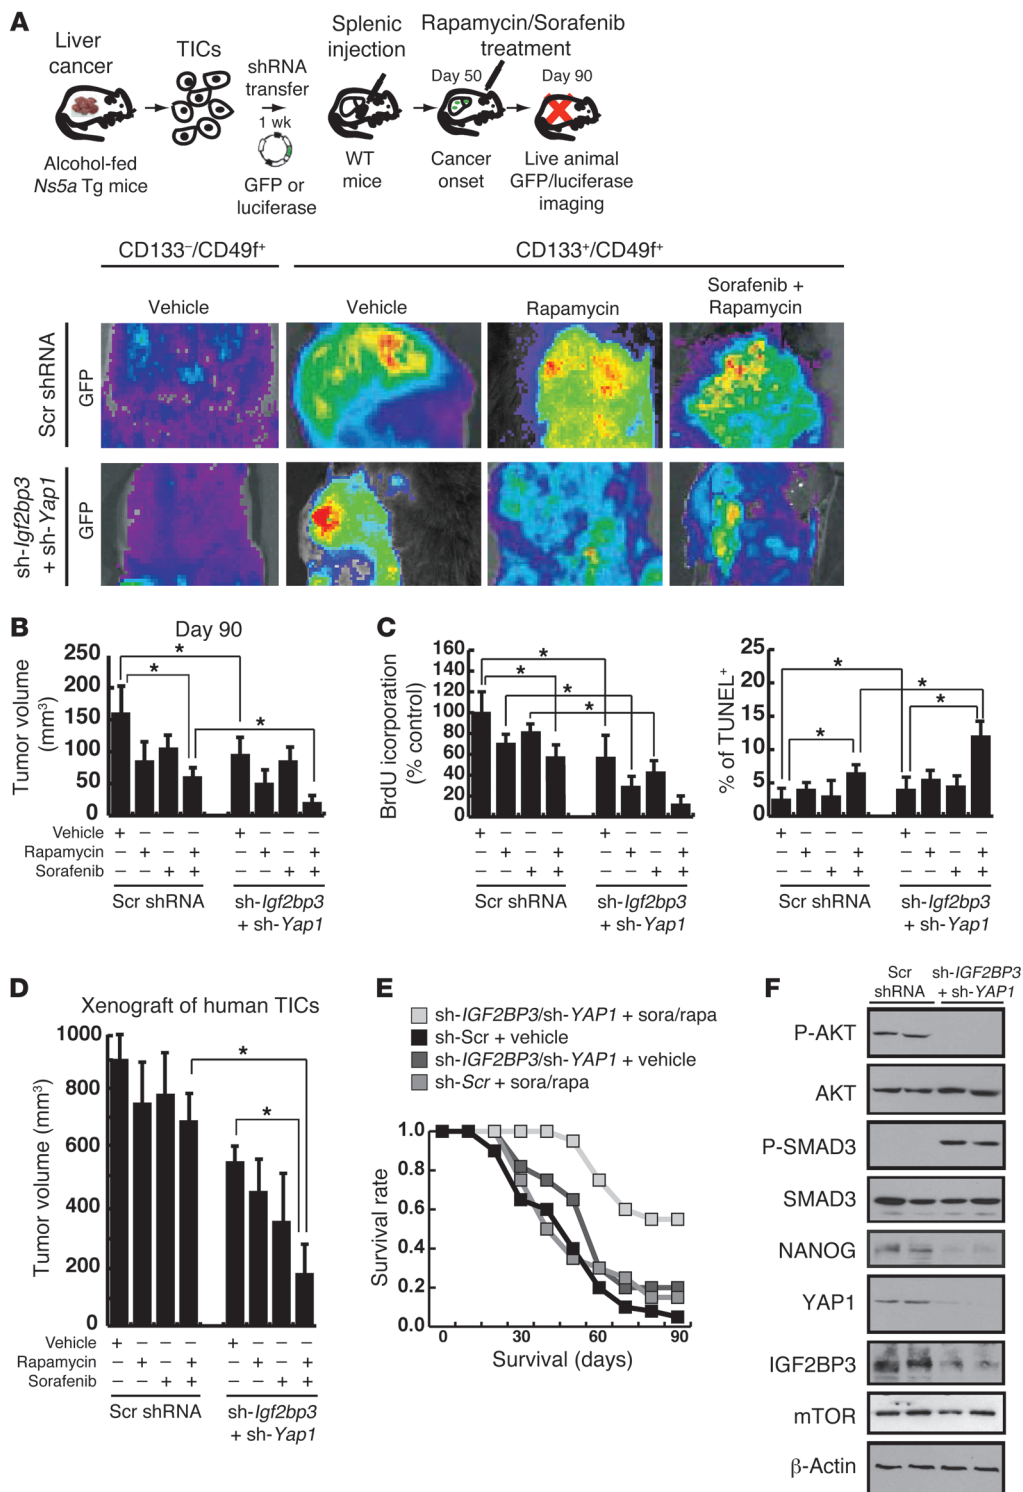 A
Liver
cancer
TICs
shRNA
transfer
1 wk
GFP or
luciferase
Splenic
injection
Rapamycin/Sorafenib
treatment
Day 50
Day 90
Alcohol-fed
Ns5a Tg mice
WT
mice
Cancer
onset
Live animal
GFP/luciferase
imaging
CD133–/CD49f+
CD133+/CD49f+
Vehicle
Vehicle
Rapamycin
Sorafenib +
Rapamycin
Scr shRNA
GFP
sh-Igf2bp3
+ sh-Yap1
GFP
B
Day 90
Tumor volume
(mm3)
250
200
150
100
50
0
* * *
Vehicle + – – – + – – –
Rapamycin – + – + – + – +
Sorafenib – – + + – – + +
Scr shRNA
sh-Igf2bp3
+ sh-Yap1
C
BrdU icorporation
(% control)
160
140
120
100
80
60
40
20
0
* * * *
+ – – – + – – –
– + – + – + – +
– – + + – – + +
Scr shRNA
sh-Igf2bp3
+ sh-Yap1
% of TUNEL+
25
20
15
10
5
0
* * * *
+ – – – + – – –
– + – + – + – +
– – + + – – + +
Scr shRNA
sh-Igf2bp3
+ sh-Yap1
D
Xenograft of human TICs
Tumor volume (mm3)
1000
800
600
400
200
0
* *
Vehicle + – – – + – – –
Rapamycin – + – + – + – +
Sorafenib – – + + – – + +
Scr shRNA
sh-Igf2bp3
+ sh-Yap1
E
sh-IGF2BP3/sh-YAP1 + sora/rapa
sh-Scr + vehicle
sh-IGF2BP3/sh-YAP1 + vehicle
sh-Scr + sora/rapa
Survival rate
1.0
0.8
0.6
0.4
0.2
0.0
0 30 60 90
Survival (days)
F
Scr
shRNA
sh-IGF2BP3
+ sh-YAP1
P-AKT
AKT
P-SMAD3
SMAD3
NANOG
YAP1
IGF2BP3
mTOR
β-Actin